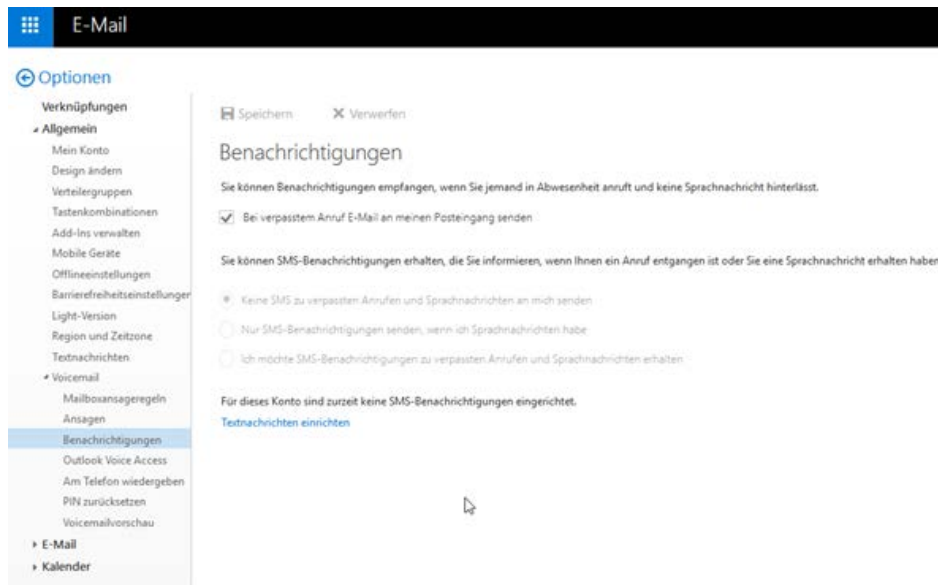 E-Mail
Optionen
Verknüpfungen
Allgemein
Mein Konto
Design ändern
Verteilergruppen
Tastenkombinationen
Add-Ins verwalten
Mobile Geräte
Offlineeinstellungen
Barrierefreiheitseinstellunger
Light-Version
Region und Zeitzone
Textnachrichten
Voicemail
Mailboxansageregeln
Ansagen
Benachrichtigungen
Outlook Voice Access
Am Telefon wiedergeben
PIN zurücksetzen
Voicemailvorschau
E-Mail
Kalender
Speichern Verwerfen
Benachrichtigungen
Sie können Benachrichtigungen empfangen, wenn Sie jemand in Abwesenheit anruft und keine Sprachnachricht hinterlässt.
Bei verpasstem Anruf E-Mail an meinen Posteingang senden
Sie können SMS-Benachrichtigungen erhalten, die Sie informieren, wenn Ihnen ein Anruf entgangen ist oder Sie eine Sprachnachricht erhalten haben
Keine SMS zu verpassten Anrufen und Sprachnachrichten an mich senden
Nur SMS-Benachrichtigungen senden, wenn ich Sprachnachrichten habe
Ich möchte SMS-Benachrichtigungen zu verpassten Anrufen und Sprachnachrichten erhalten
Für dieses Konto sind zurzeit keine SMS-Benachrichtigungen eingerichtet.
Textnachrichten einrichten